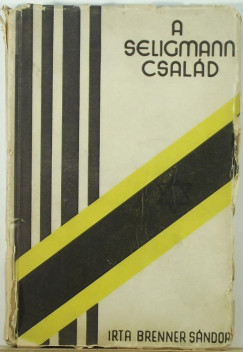 A
SELIGMANN
CSALÁD
IRTA BRENNER SÁNDOR